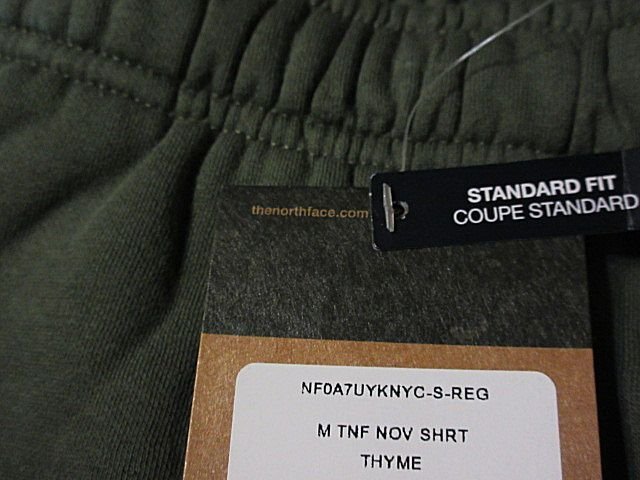 thenorthface.com
STANDARD FIT
COUPE STANDARD
NF0A7UYKNYC-S-REG
M TNF NOV SHRT
THYME